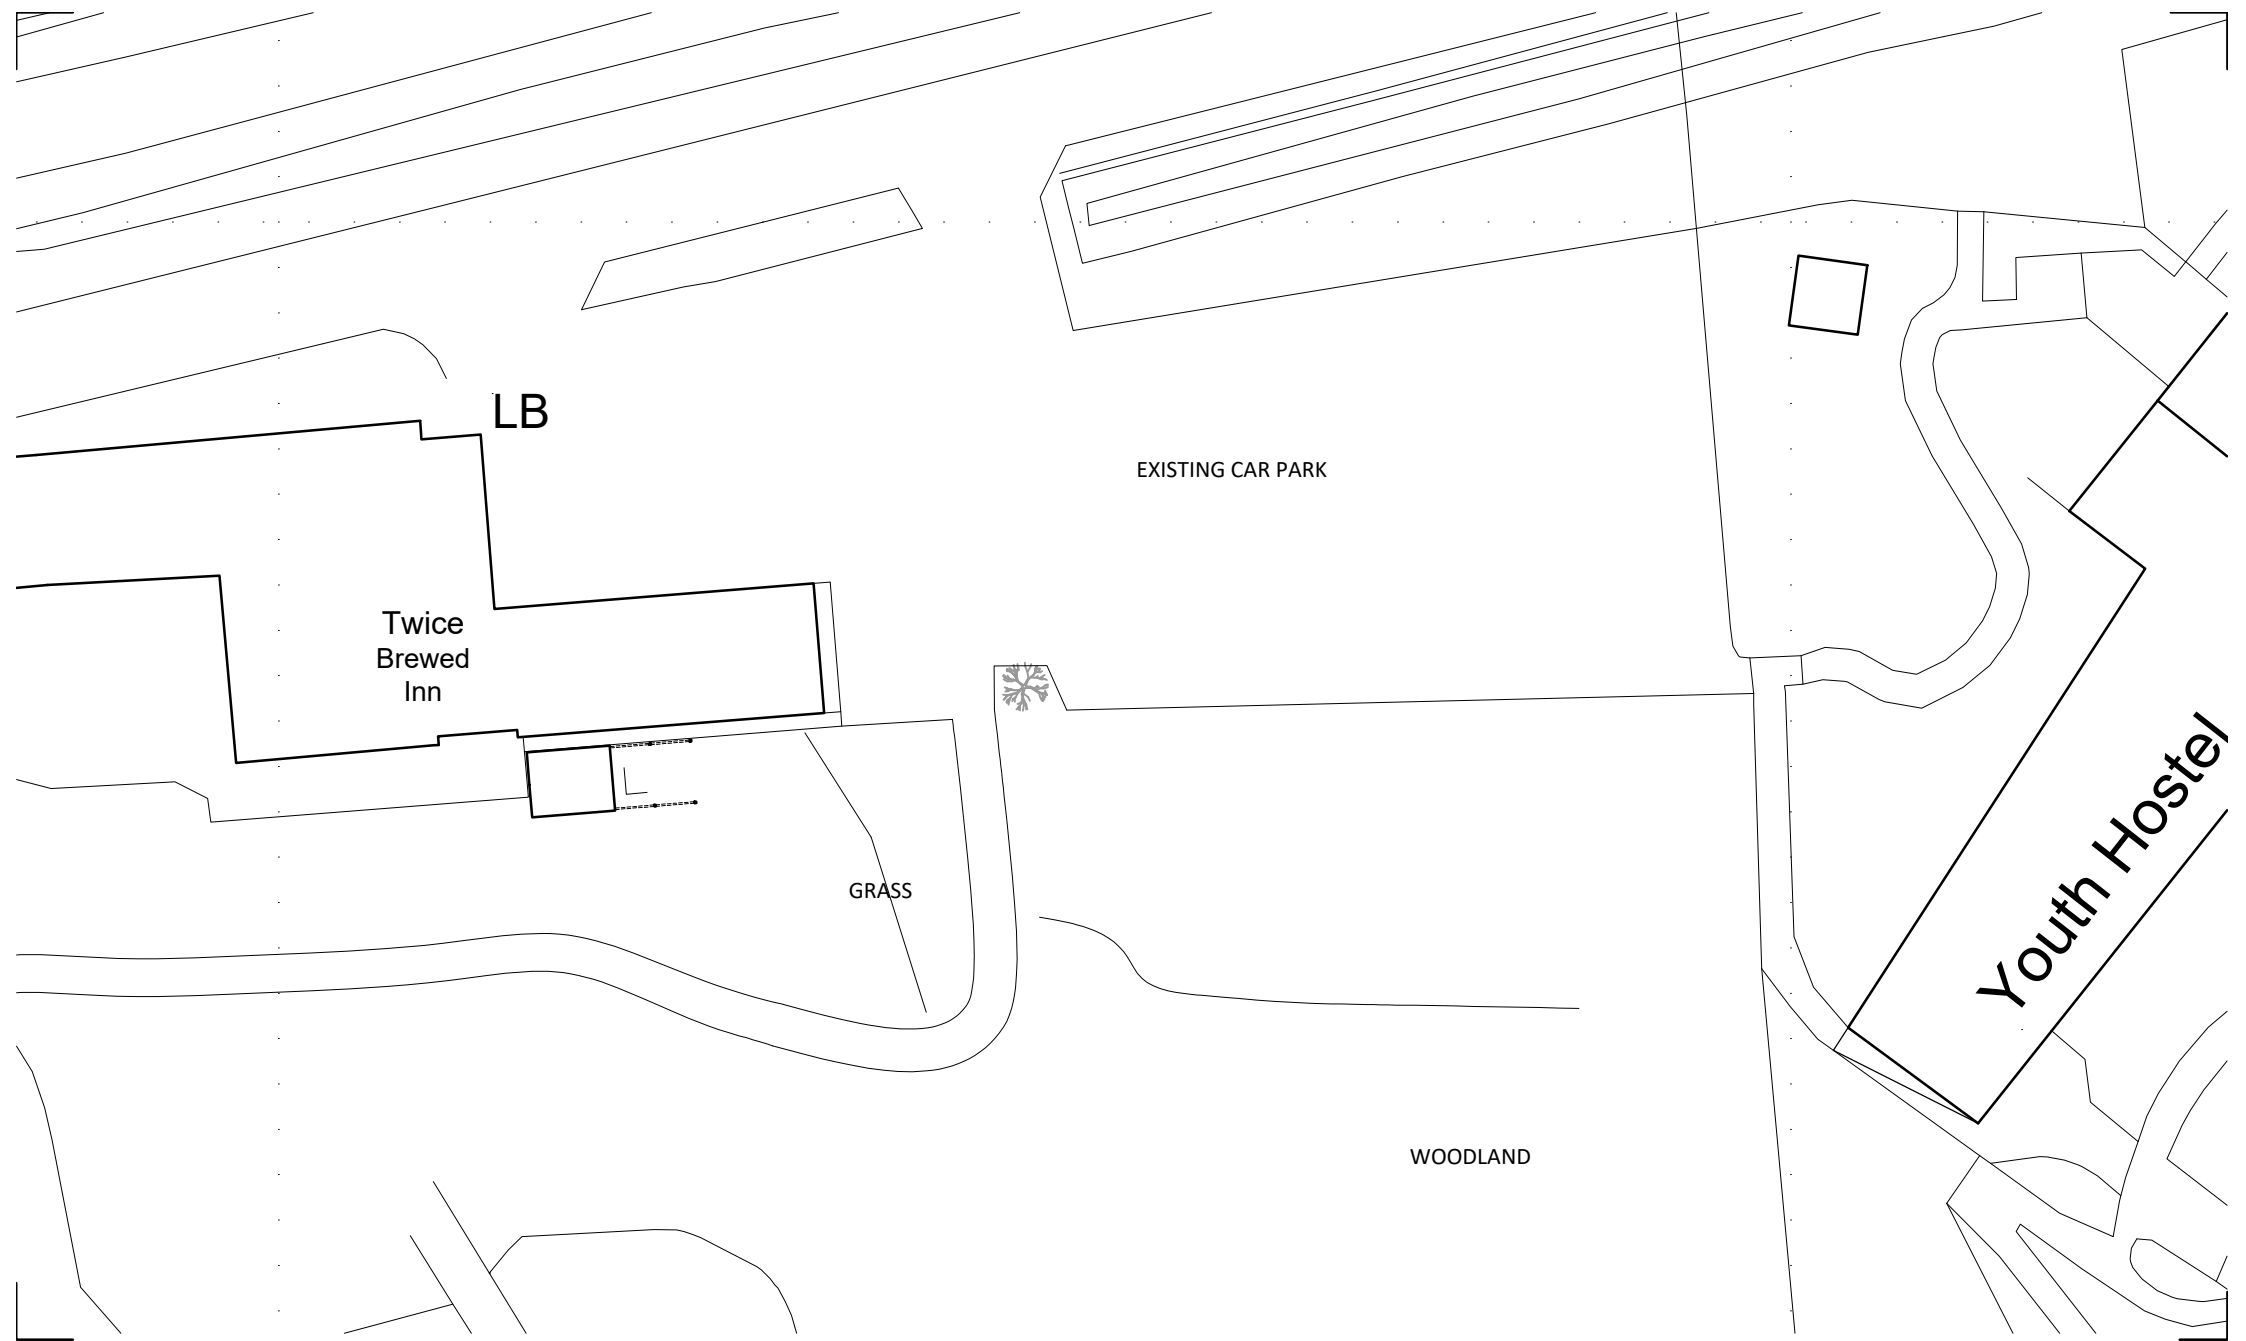 LB
EXISTING CAR PARK
Twice
Brewed
Inn
GRASS
Youth Hostel
WOODLAND